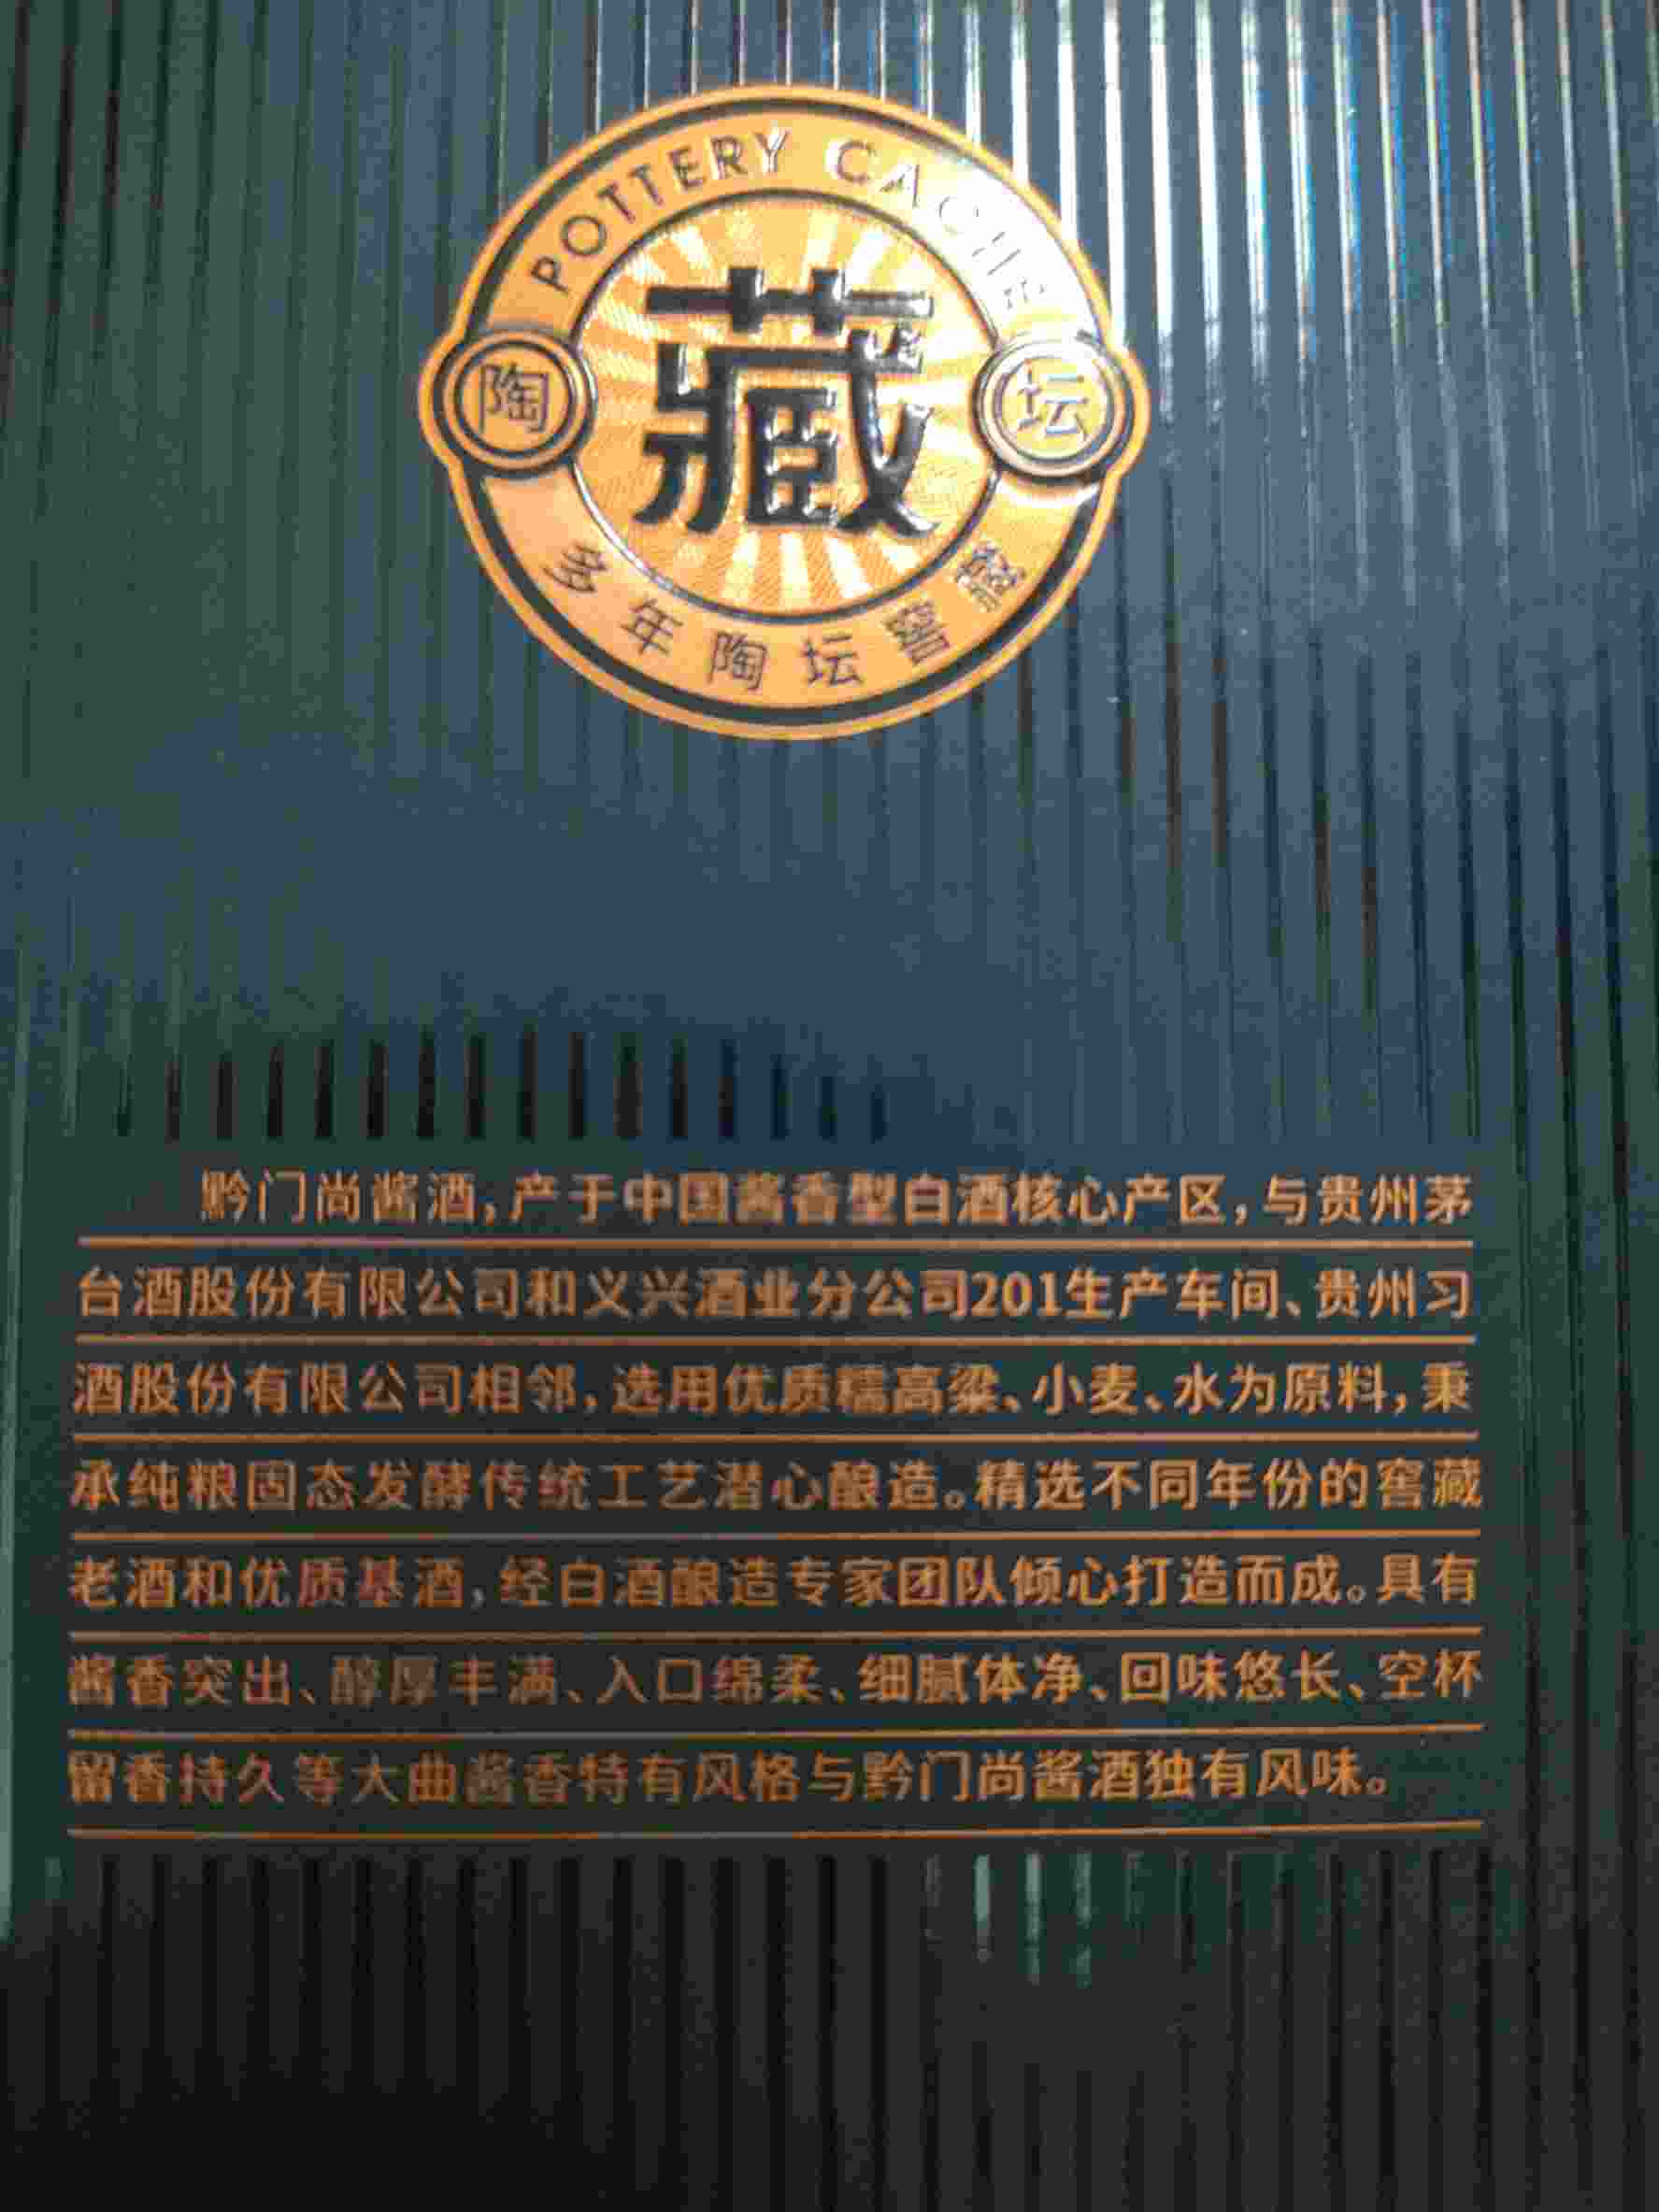 POTTERY CACHE
陶
藏
坛
多年陶坛窖藏
黔门尚酱酒,产于中国酱香型白酒核心产区,与贵州茅
台酒股份有限公司和义兴酒业分公司201生产车间、贵州习
酒股份有限公司相邻,选用优质糯高粱、小麦、水为原料,秉
承纯粮固态发酵传统工艺潜心酿造。精选不同年份的窖藏
老酒和优质基酒,经白酒酿造专家团队倾心打造而成。具有
酱香突出、醇厚丰满、入口绵柔、细腻体净、回味悠长、空杯
留香持久等大曲酱香特有风格与黔门尚酱酒独有风味。